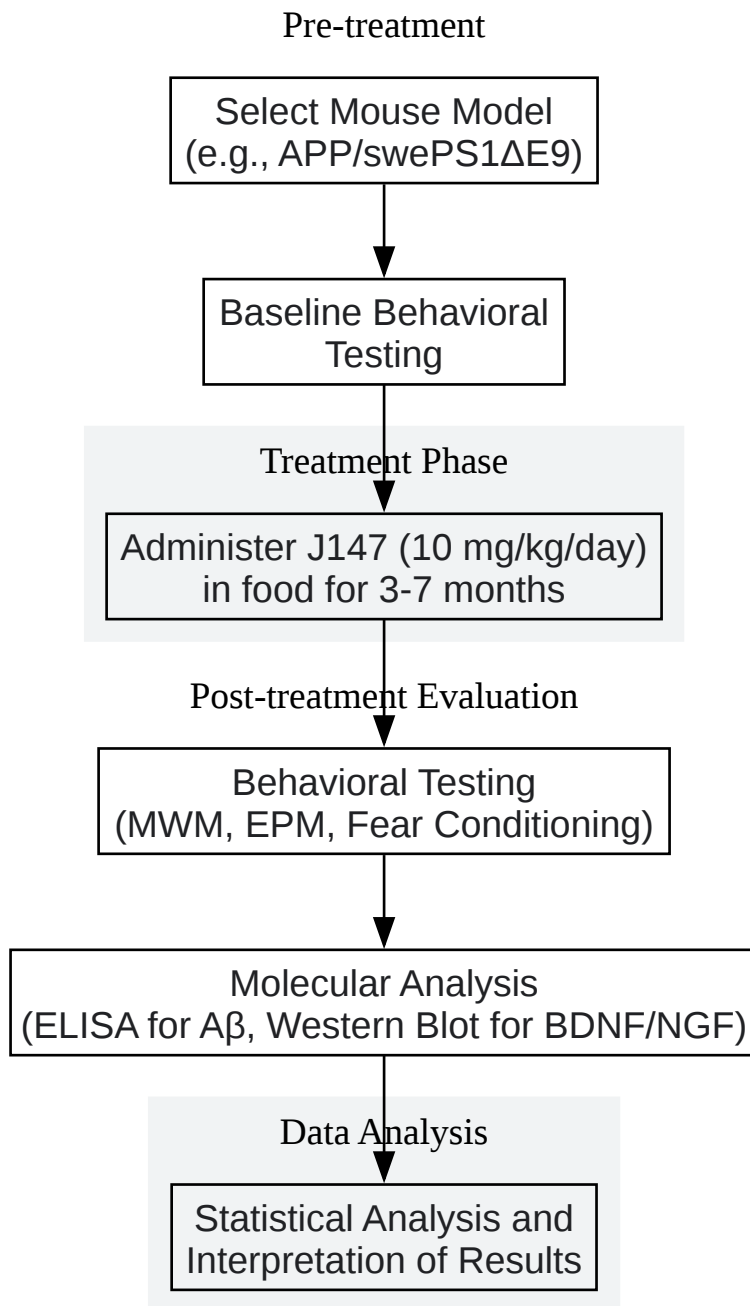 Pre-treatment
Select Mouse Model
(e.g., APP/swePS1ΔE9)
Baseline Behavioral
Testing
Treatment Phase
Administer J147 (10 mg/kg/day)
in food for 3-7 months
Post-treatment Evaluation
Behavioral Testing
(MWM, EPM, Fear Conditioning)
Molecular Analysis
(ELISA for Aβ, Western Blot for BDNF/NGF)
Data Analysis
Statistical Analysis and
Interpretation of Results